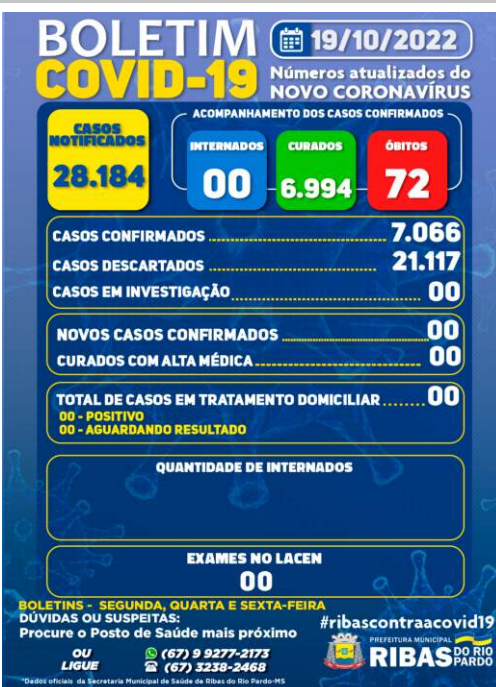 BOLETIM
19/10/2022
COVID-19
Números atualizados do
NOVO CORONAVÍRUS
CASOS
NOTIFICADOS
28.184
ACOMPANHAMENTO DOS CASOS CONFIRMADOS
INTERNADOS
00
CURADOS
6.994
ÓBITOS
72
CASOS CONFIRMADOS ........................ 7.066
CASOS DESCARTADOS ........................ 21.117
CASOS EM INVESTIGAÇÃO ........................ 00
NOVOS CASOS CONFIRMADOS ........................ 00
CURADOS COM ALTA MÉDICA ........................ 00
TOTAL DE CASOS EM TRATAMENTO DOMICILIAR ....... 00
00 - POSITIVO
00 - AGUARDANDO RESULTADO
QUANTIDADE DE INTERNADOS
EXAMES NO LACEN
00
BOLETINS - SEGUNDA, QUARTA E SEXTA-FEIRA
DÚVIDAS OU SUSPEITAS:
Procure o Posto de Saúde mais próximo
OU
LIGUE
(67) 9 9277-2173
(67) 3238-2468
#ribascontraacovid19
PREFEITURA MUNICIPAL
RIBAS DO RIO PARDO
*Dados oficiais da Secretaria Municipal de Saúde de Ribas do Rio Pardo-MS